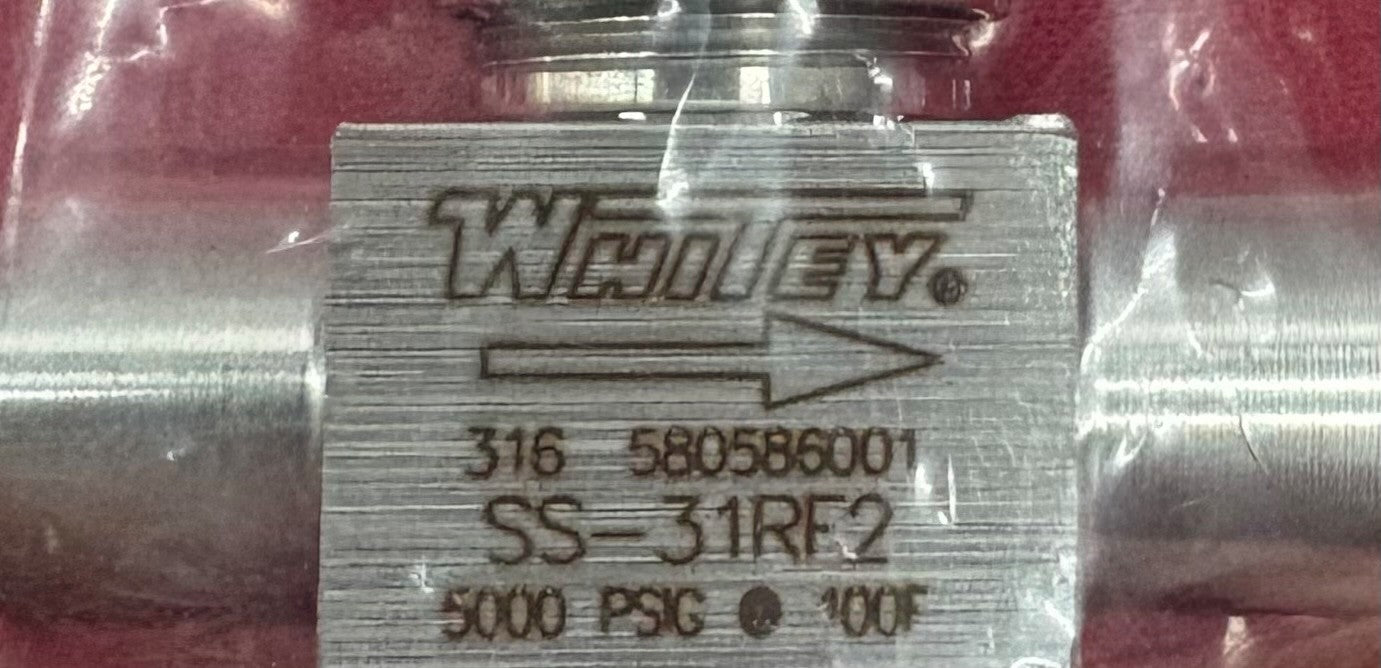 WHITEY®
316 580586001
SS-31RF2
5000 PSIG @ 100F